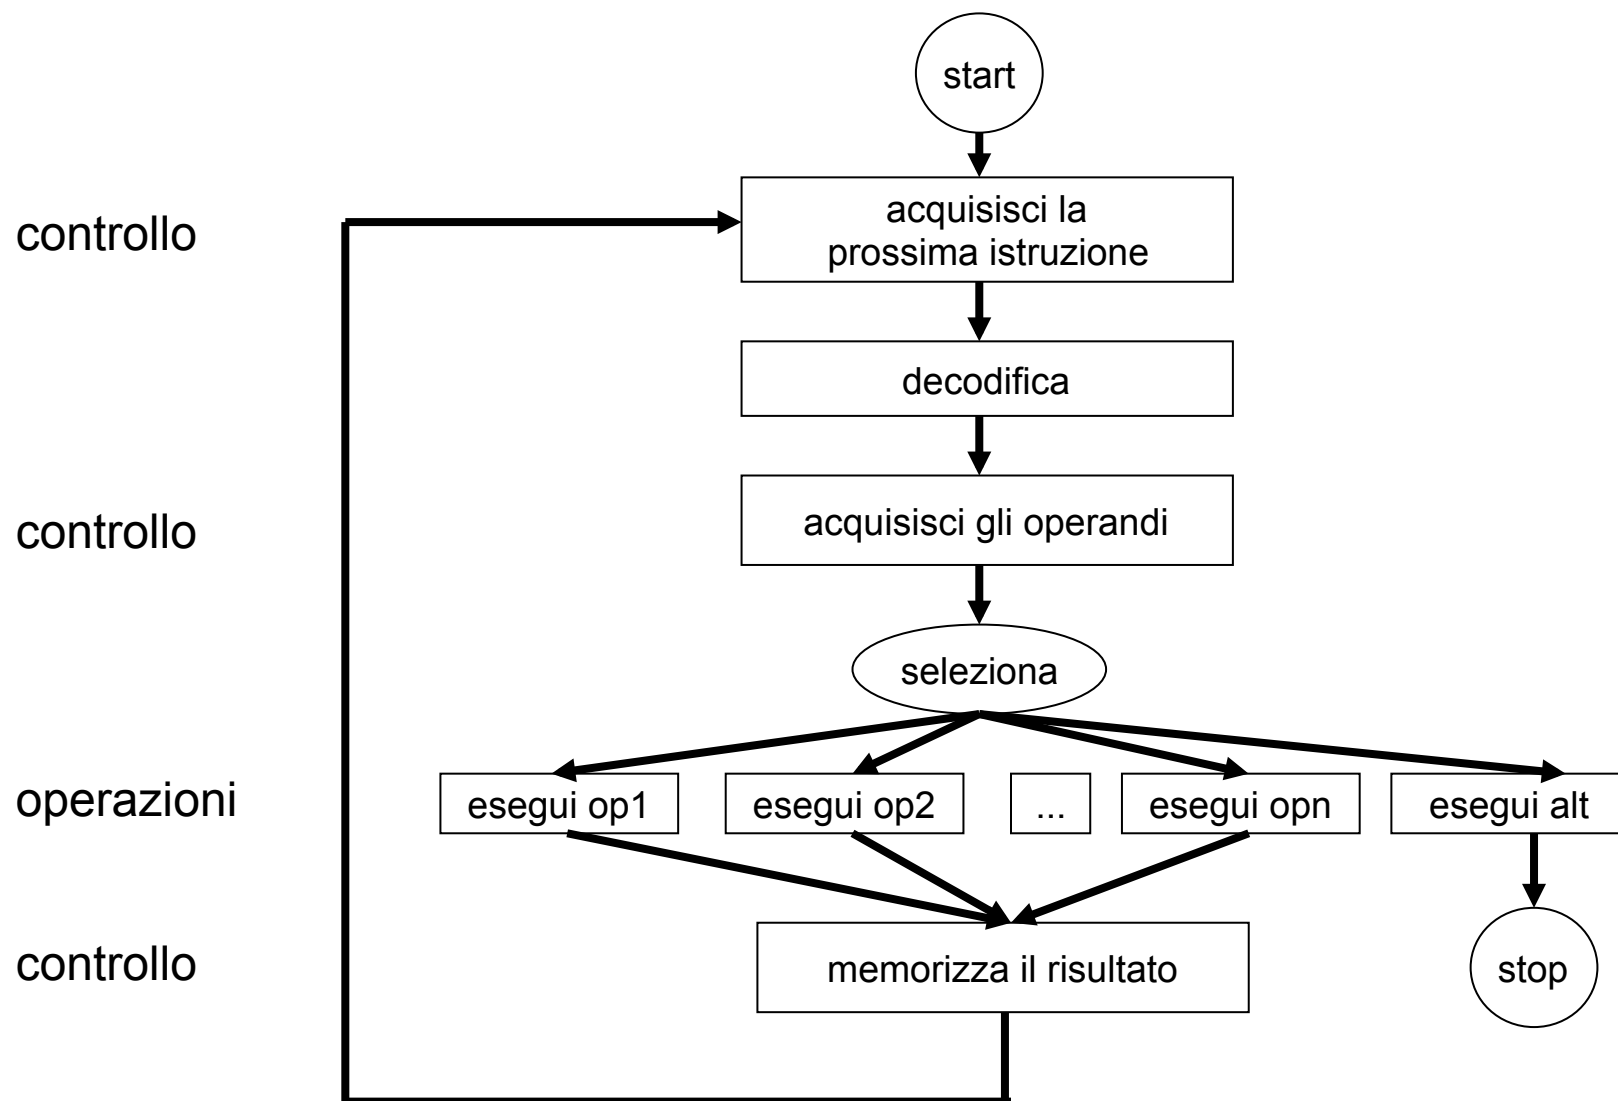 start
controllo
acquisisci la
prossima istruzione
decodifica
controllo
acquisisci gli operandi
seleziona
operazioni
esegui op1
esegui op2
...
esegui opn
esegui alt
controllo
memorizza il risultato
stop